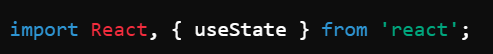 import React, { useState } from 'react';